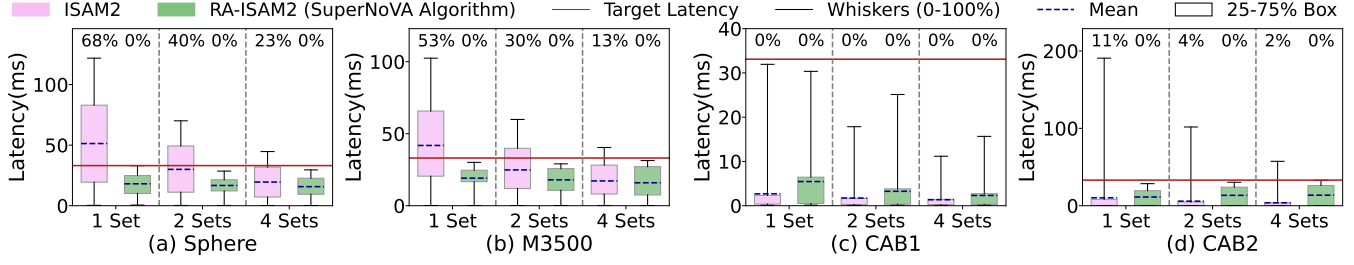 ISAM2 RA-ISAM2 (SuperNoVA Algorithm) Target Latency Whiskers (0-100%) Mean 25-75% Box
Latency(ms)
100
50
0
68% 0% 40% 0% 23% 0%
1 Set 2 Sets 4 Sets
(a) Sphere
Latency(ms)
100
50
0
53% 0% 30% 0% 13% 0%
1 Set 2 Sets 4 Sets
(b) M3500
Latency(ms)
40
30
20
10
0
0% 0% 0% 0% 0% 0%
1 Set 2 Sets 4 Sets
(c) CAB1
Latency(ms)
200
100
0
11% 0% 4% 0% 2% 0%
1 Set 2 Sets 4 Sets
(d) CAB2